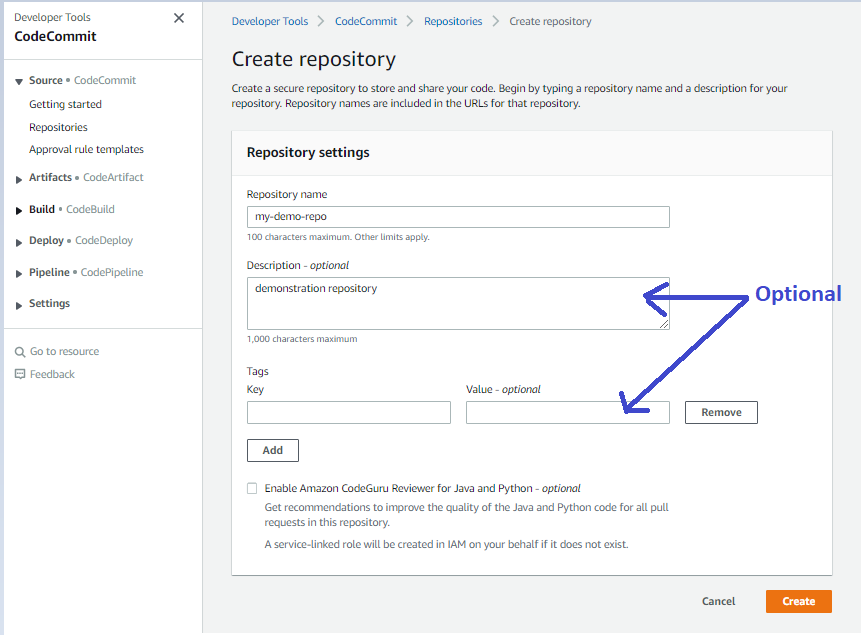 Developer Tools
CodeCommit
Source • CodeCommit
Getting started
Repositories
Approval rule templates
Artifacts • CodeArtifact
Build • CodeBuild
Deploy • CodeDeploy
Pipeline • CodePipeline
Settings
Go to resource
Feedback
Developer Tools > CodeCommit > Repositories > Create repository
Create repository
Create a secure repository to store and share your code. Begin by typing a repository name and a description for your
repository. Repository names are included in the URLs for that repository.
Repository settings
Repository name
my-demo-repo
100 characters maximum. Other limits apply.
Description - optional
demonstration repository
Optional
1,000 characters maximum
Tags
Key
Value - optional
Remove
Add
Enable Amazon CodeGuru Reviewer for Java and Python - optional
Get recommendations to improve the quality of the Java and Python code for all pull
requests in this repository.
A service-linked role will be created in IAM on your behalf if it does not exist.
Cancel
Create